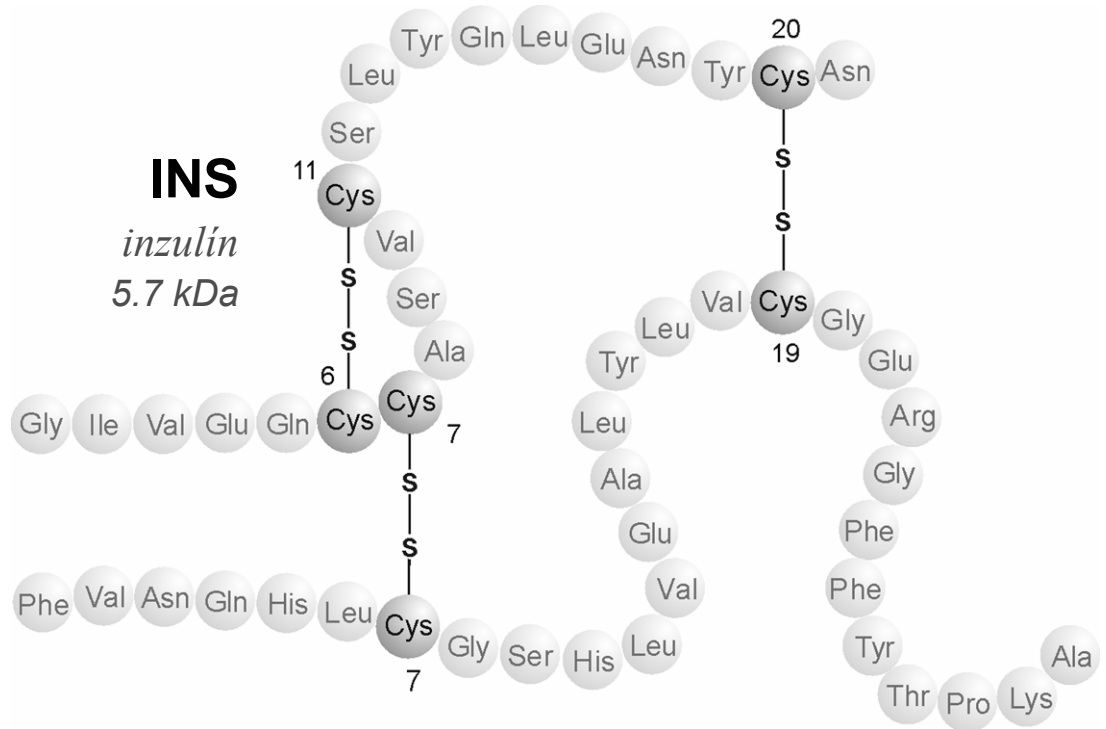 INS
inzulín
5.7 kDa
Gly Ile Val Glu Gln Cys Cys Ala Ser Val Cys Ser Leu Tyr Gln Leu Glu Asn Tyr Cys Asn
6
7
11
20
S
S
S
S
S
S
Phe Val Asn Gln His Leu Cys Gly Ser His Leu Val Glu Ala Leu Tyr Leu Val Cys Gly Glu Arg Gly Phe Phe Tyr Thr Pro Lys Ala
7
19